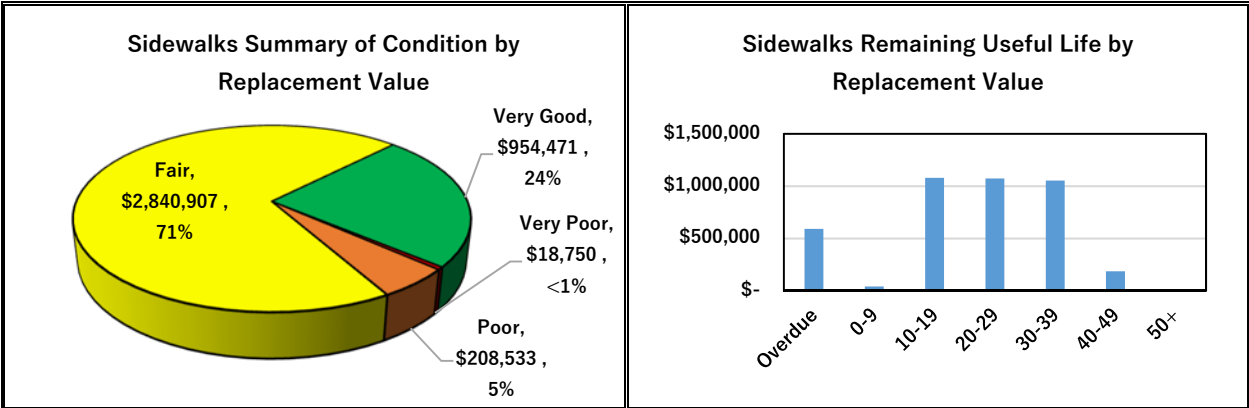 Sidewalks Summary of Condition by
Replacement Value
Very Good,
$954,471 ,
24%
Fair,
$2,840,907 ,
71%
Very Poor,
$18,750 ,
<1%
Poor,
$208,533 ,
5%
Sidewalks Remaining Useful Life by
Replacement Value
$1,500,000
$1,000,000
$500,000
$-
Overdue
0-9
10-19
20-29
30-39
40-49
50+